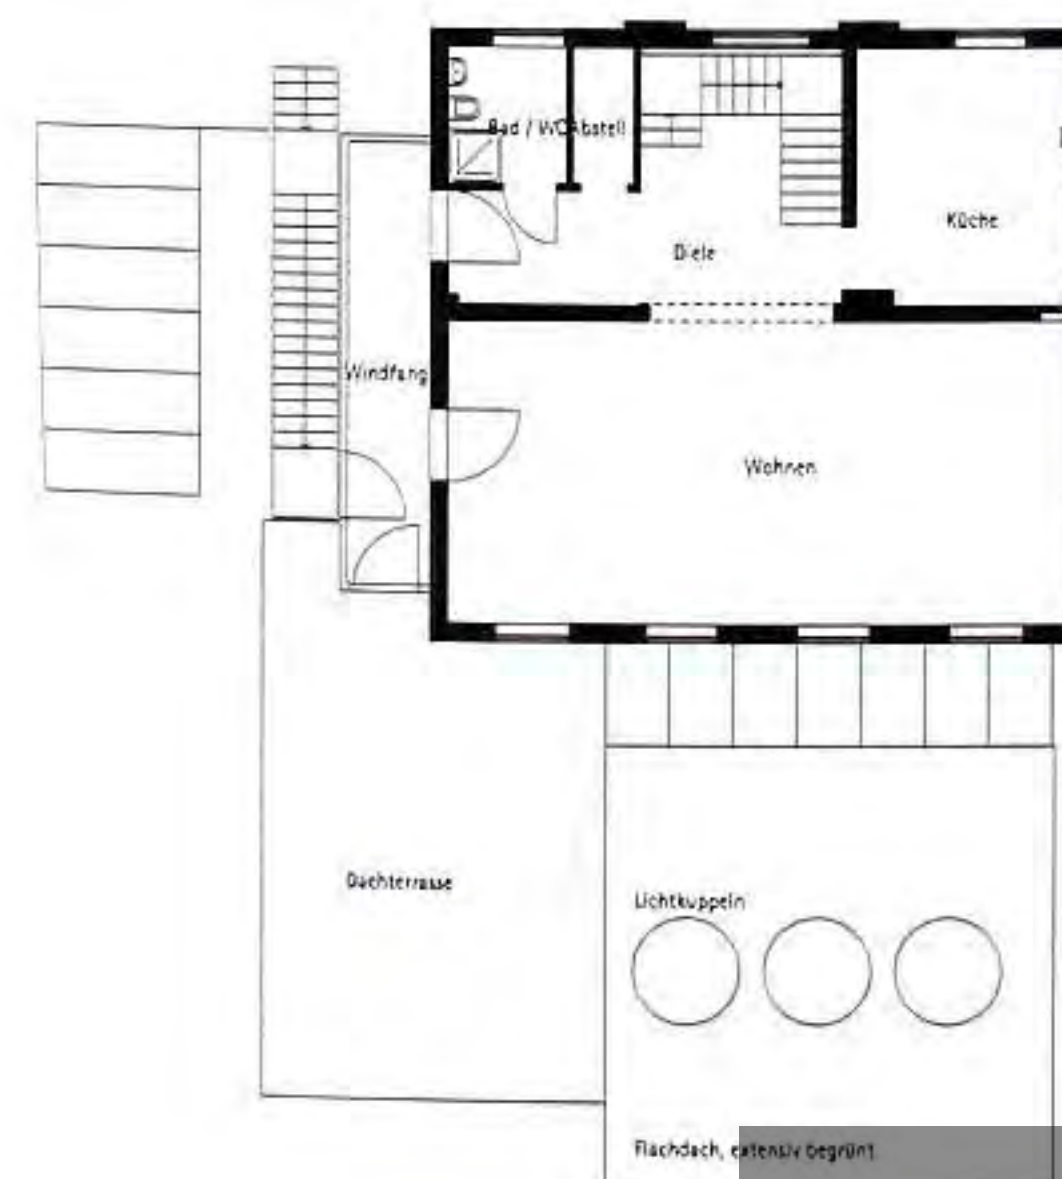 Bad / WC Abstell.
Küche
Diele
Windfang
Wohnen
Dachterrasse
Lichtkuppeln
Flachdach, extensiv begrünt